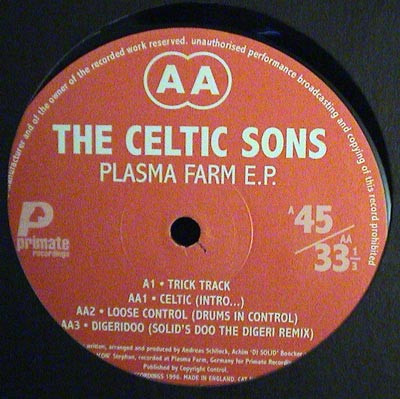 manufacturer and of the owner of the recorded work reserved. unauthorised performance broadcasting and copying of this record prohibited
AA
THE CELTIC SONS
PLASMA FARM E.P.
primate
recordings
A 45
AA
33 1/3
A1 • TRICK TRACK
AA1 • CELTIC (INTRO...)
AA2 • LOOSE CONTROL (DRUMS IN CONTROL)
AA3 • DIGERIDOO (SOLID'S DOO THE DIGERI REMIX)
written, arranged and produced by Andreas Schlinck, Achim "DJ SOLID" Boecker
Stephan, recorded at Plasma Farm, Germany for Primate
Published by Copyright Control.
RECORDINGS 1996. MADE IN ENGLAND. CAT